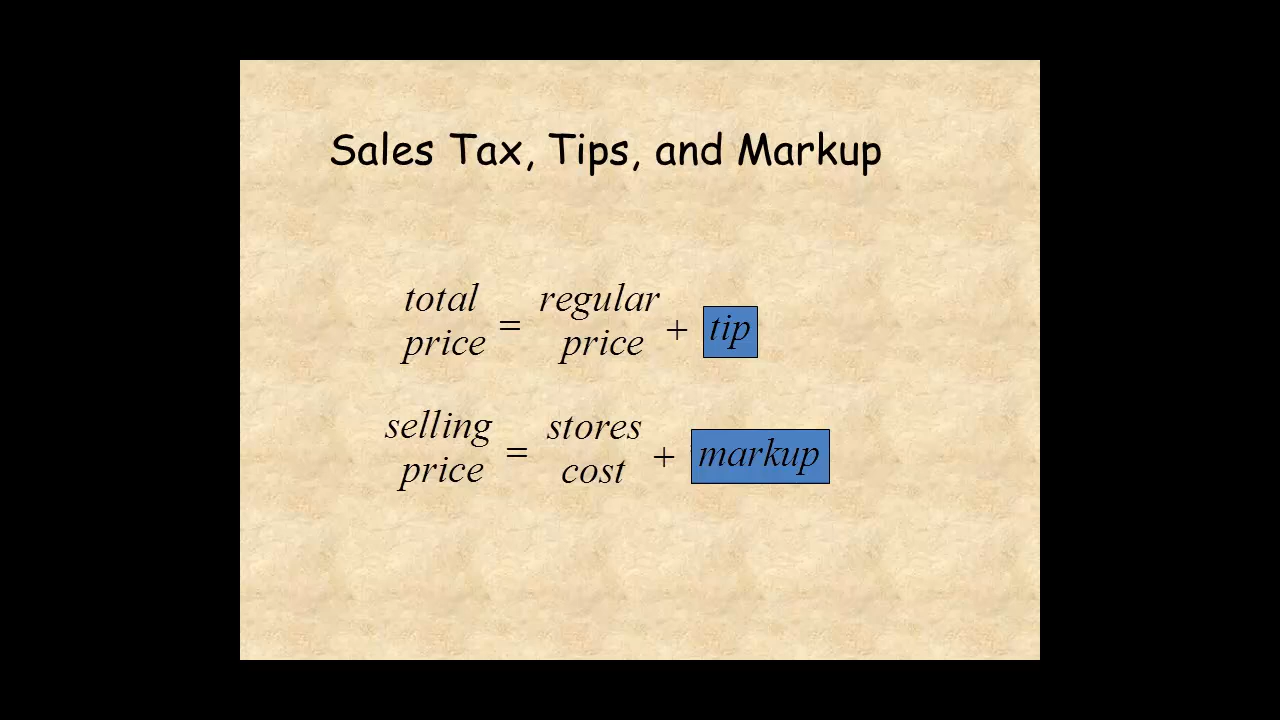 Sales Tax, Tips, and Markup
total price = regular price + tip
selling price = stores cost + markup